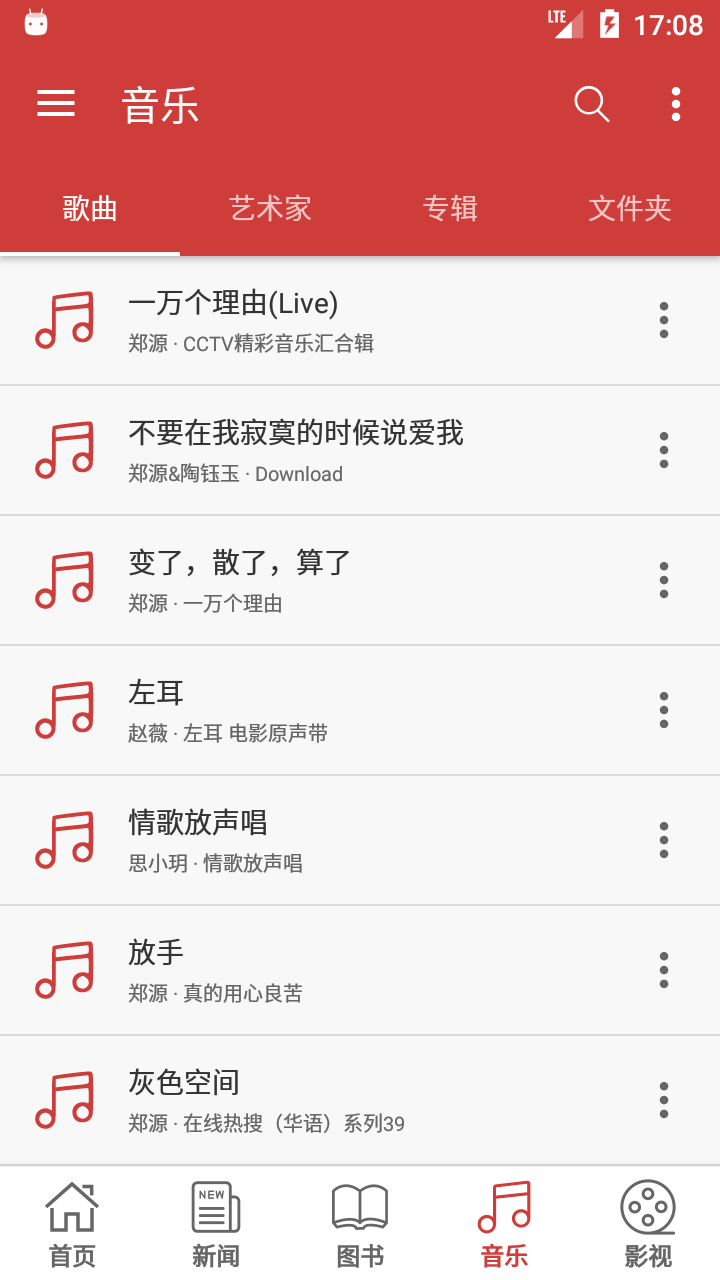 LTE 17:08
音乐
歌曲 艺术家 专辑 文件夹
一万个理由(Live)
郑源 · CCTV精彩音乐汇合辑
不要在我寂寞的时候说爱我
郑源&陶钰玉 · Download
变了，散了，算了
郑源 · 一万个理由
左耳
赵薇 · 左耳 电影原声带
情歌放声唱
思小玥 · 情歌放声唱
放手
郑源 · 真的用心良苦
灰色空间
郑源 · 在线热搜（华语）系列39
NEW
首页 新闻 图书 音乐 影视